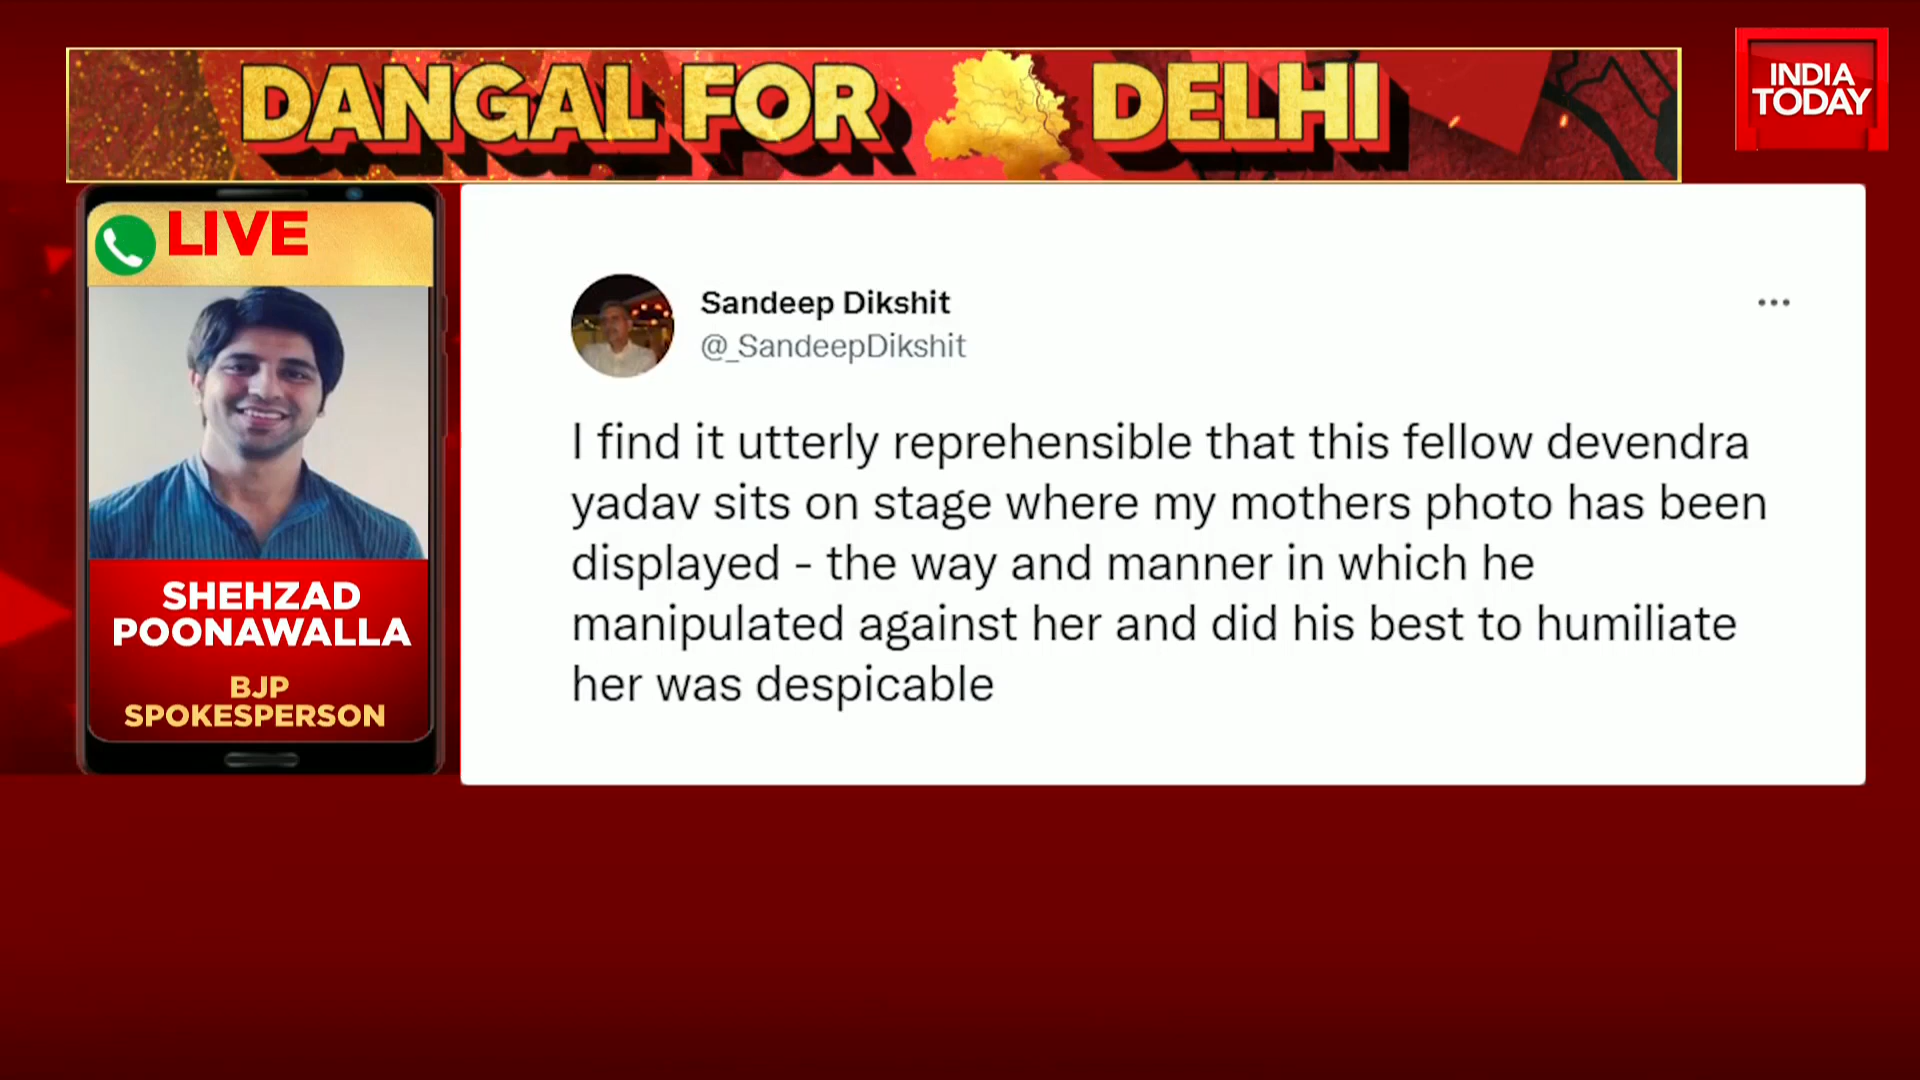 DANGAL FOR DELHI
INDIA
TODAY
LIVE
SHEHZAD
POONAWALLA
BJP
SPOKESPERSON
Sandeep Dikshit
@_SandeepDikshit
I find it utterly reprehensible that this fellow devendra
yadav sits on stage where my mothers photo has been
displayed - the way and manner in which he
manipulated against her and did his best to humiliate
her was despicable